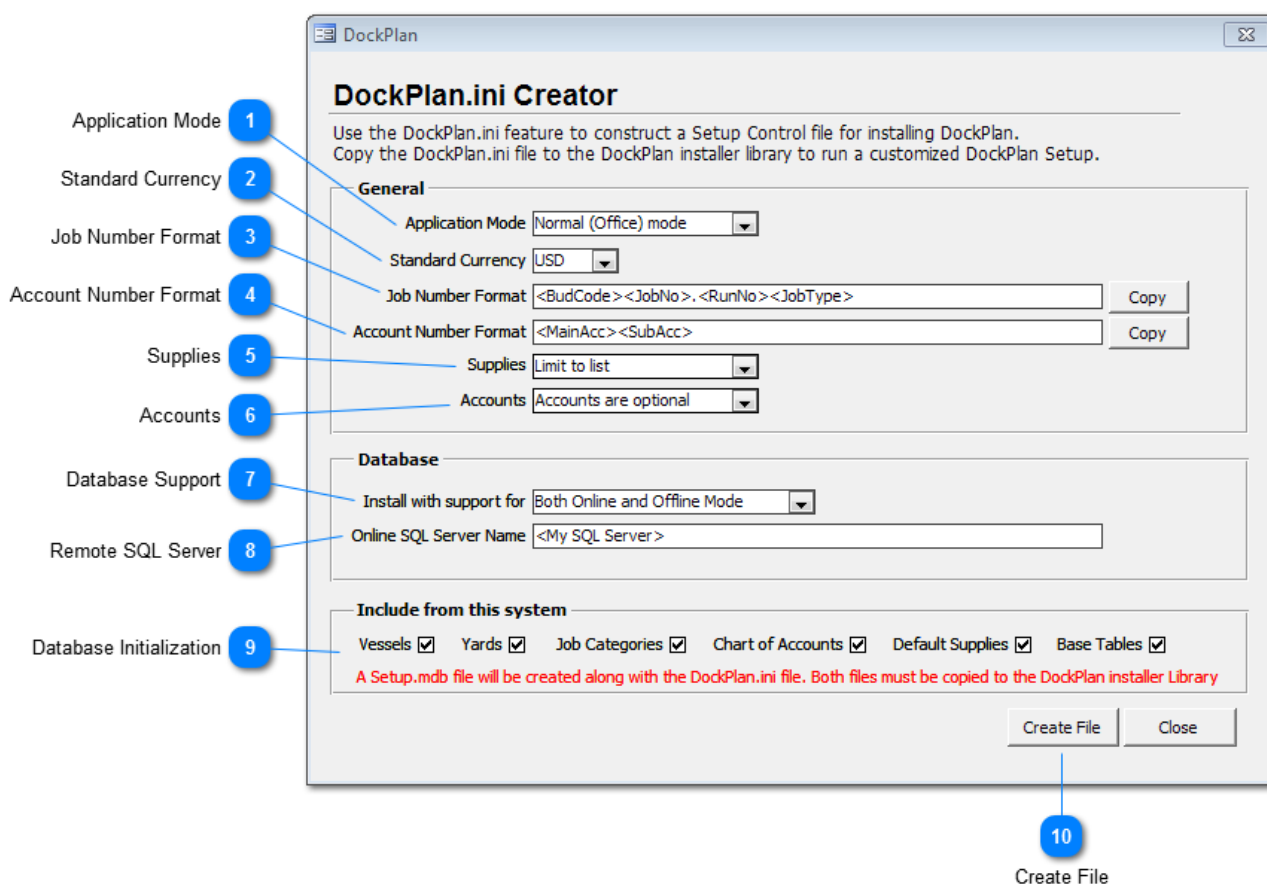 DockPlan
DockPlan.ini Creator
Use the DockPlan.ini feature to construct a Setup Control file for installing DockPlan.
Copy the DockPlan.ini file to the DockPlan installer library to run a customized DockPlan Setup.
General
Application Mode 1
Application Mode Normal (Office) mode
Standard Currency 2
Standard Currency USD
Job Number Format 3
Job Number Format <BudCode><JobNo>.<RunNo><JobType> Copy
Account Number Format 4
Account Number Format <MainAcc><SubAcc> Copy
Supplies 5
Supplies Limit to list
Accounts 6
Accounts Accounts are optional
Database
Database Support 7
Install with support for Both Online and Offline Mode
Remote SQL Server 8
Online SQL Server Name <My SQL Server>
Include from this system
Database Initialization 9
Vessels Yards Job Categories Chart of Accounts Default Supplies Base Tables
A Setup.mdb file will be created along with the DockPlan.ini file. Both files must be copied to the DockPlan installer Library
Create File Close
10
Create File